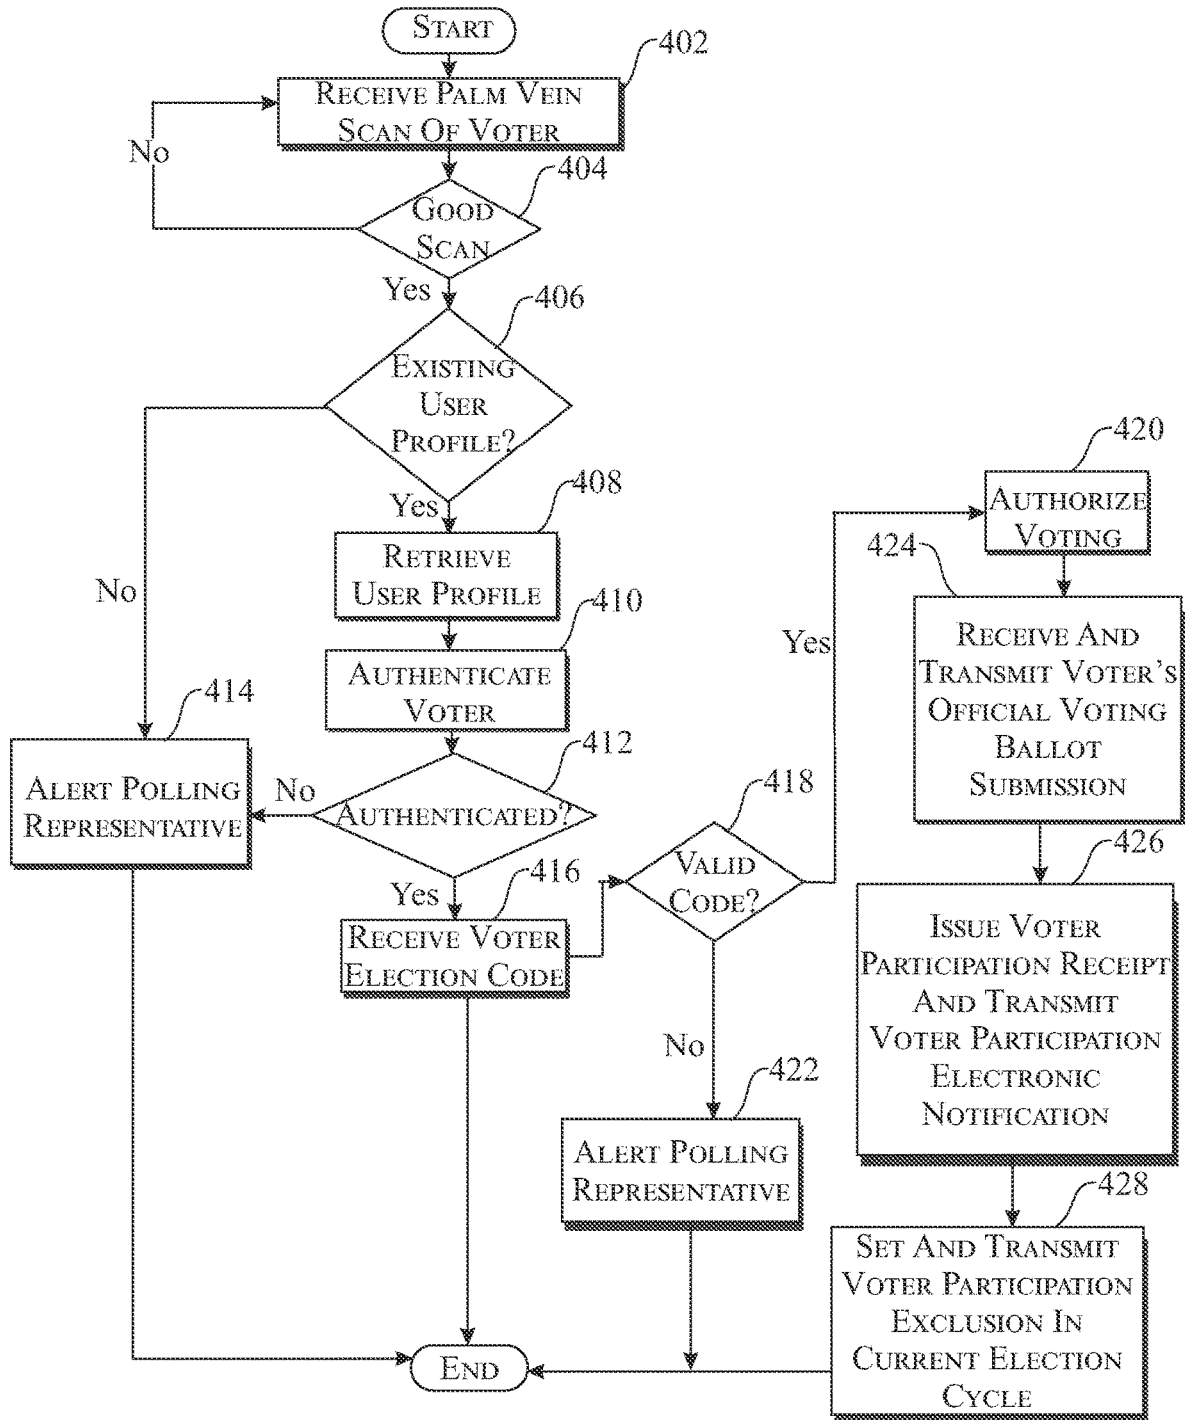 START
402
RECEIVE PALM VEIN
SCAN OF VOTER
No
404
GOOD
SCAN
Yes
406
EXISTING
USER
PROFILE?
No
Yes
408
RETRIEVE
USER PROFILE
410
AUTHENTICATE
VOTER
412
AUTHENTICATED?
No
414
ALERT POLLING
REPRESENTATIVE
Yes
416
RECEIVE VOTER
ELECTION CODE
418
VALID
CODE?
Yes
No
420
AUTHORIZE
VOTING
422
ALERT POLLING
REPRESENTATIVE
424
RECEIVE AND
TRANSMIT VOTER'S
OFFICIAL VOTING
BALLOT
SUBMISSION
426
ISSUE VOTER
PARTICIPATION RECEIPT
AND TRANSMIT
VOTER PARTICIPATION
ELECTRONIC
NOTIFICATION
428
SET AND TRANSMIT
VOTER PARTICIPATION
EXCLUSION IN
CURRENT ELECTION
CYCLE
END